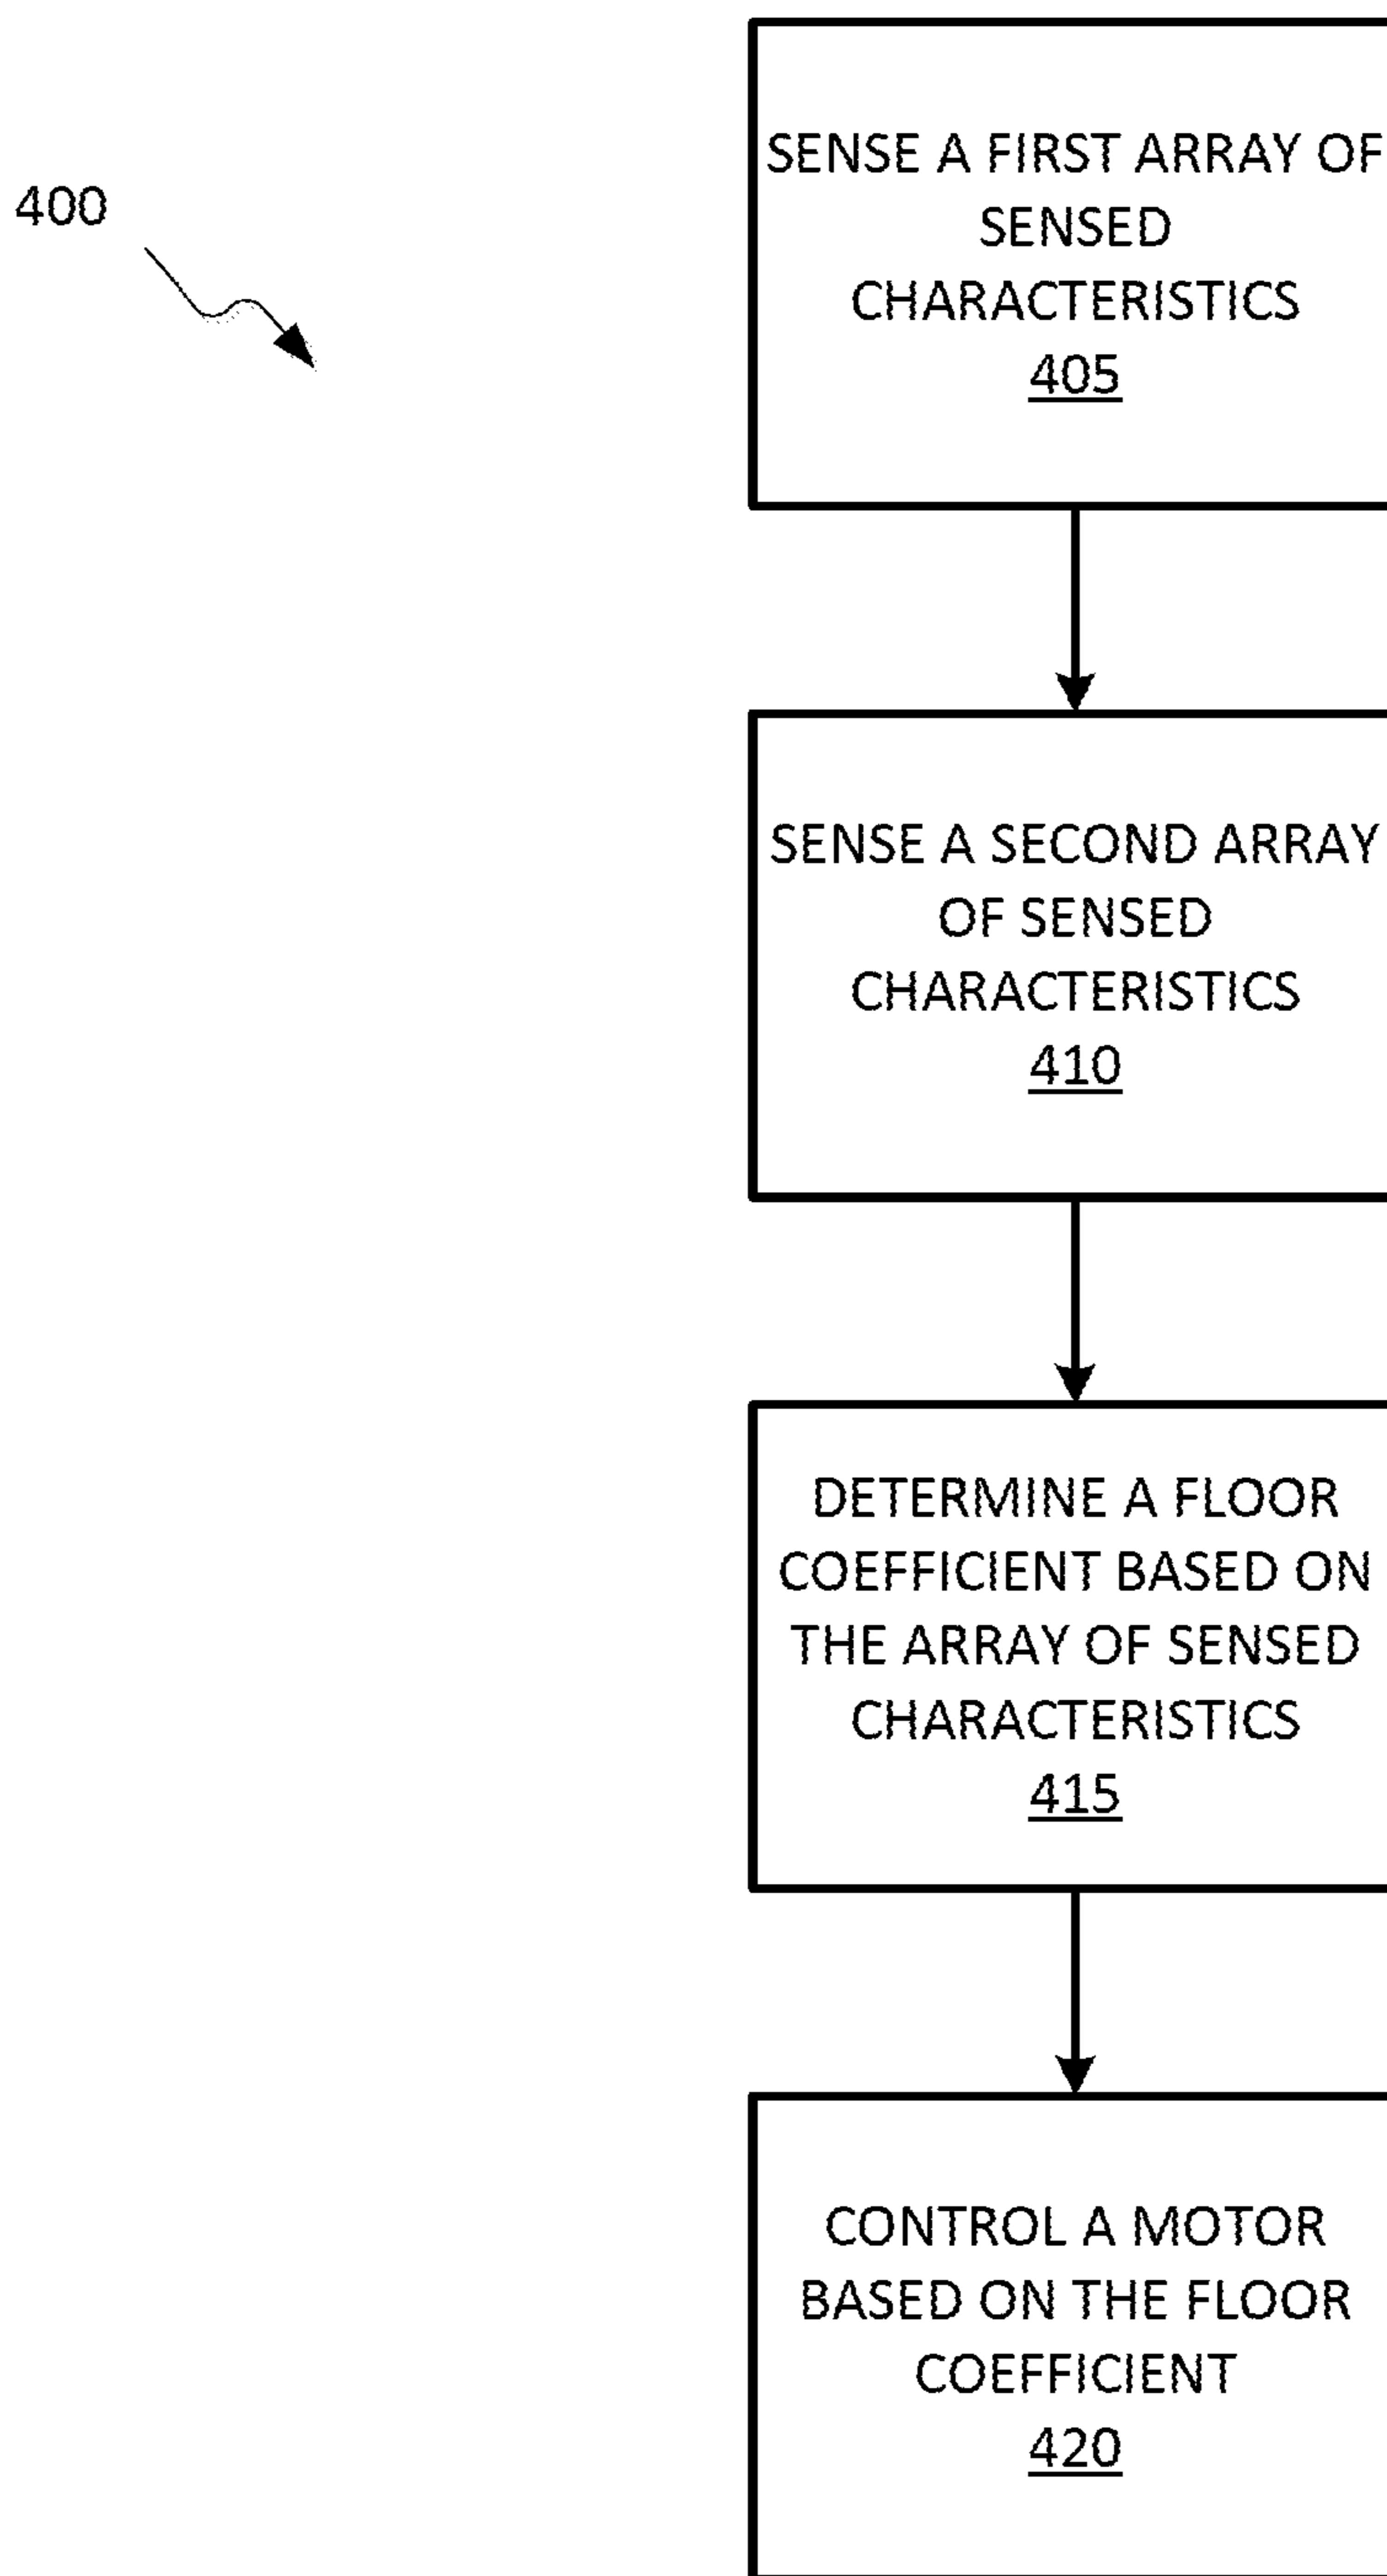 400
SENSE A FIRST ARRAY OF
SENSED
CHARACTERISTICS
405
SENSE A SECOND ARRAY
OF SENSED
CHARACTERISTICS
410
DETERMINE A FLOOR
COEFFICIENT BASED ON
THE ARRAY OF SENSED
CHARACTERISTICS
415
CONTROL A MOTOR
BASED ON THE FLOOR
COEFFICIENT
420